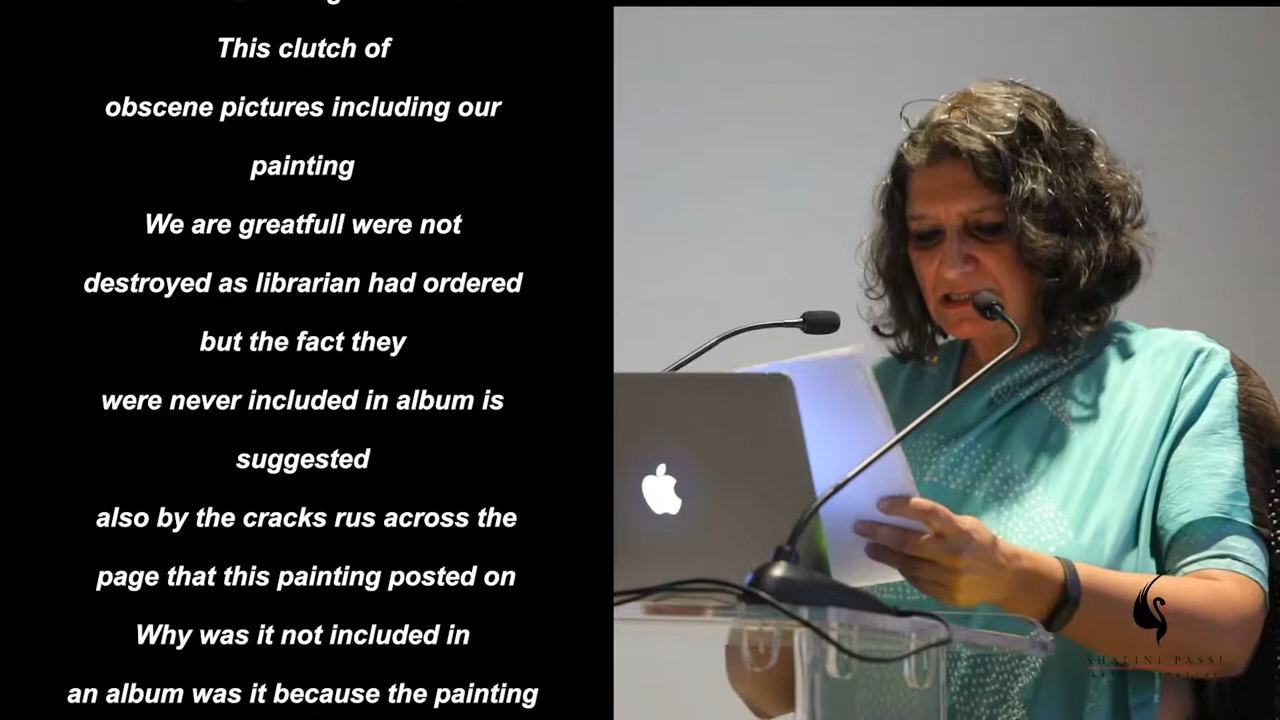 This clutch of
obscene pictures including our
painting
We are greatfull were not
destroyed as librarian had ordered
but the fact they
were never included in album is
suggested
also by the cracks rus across the
page that this painting posted on
Why was it not included in
an album was it because the painting
SHALINI PASSI